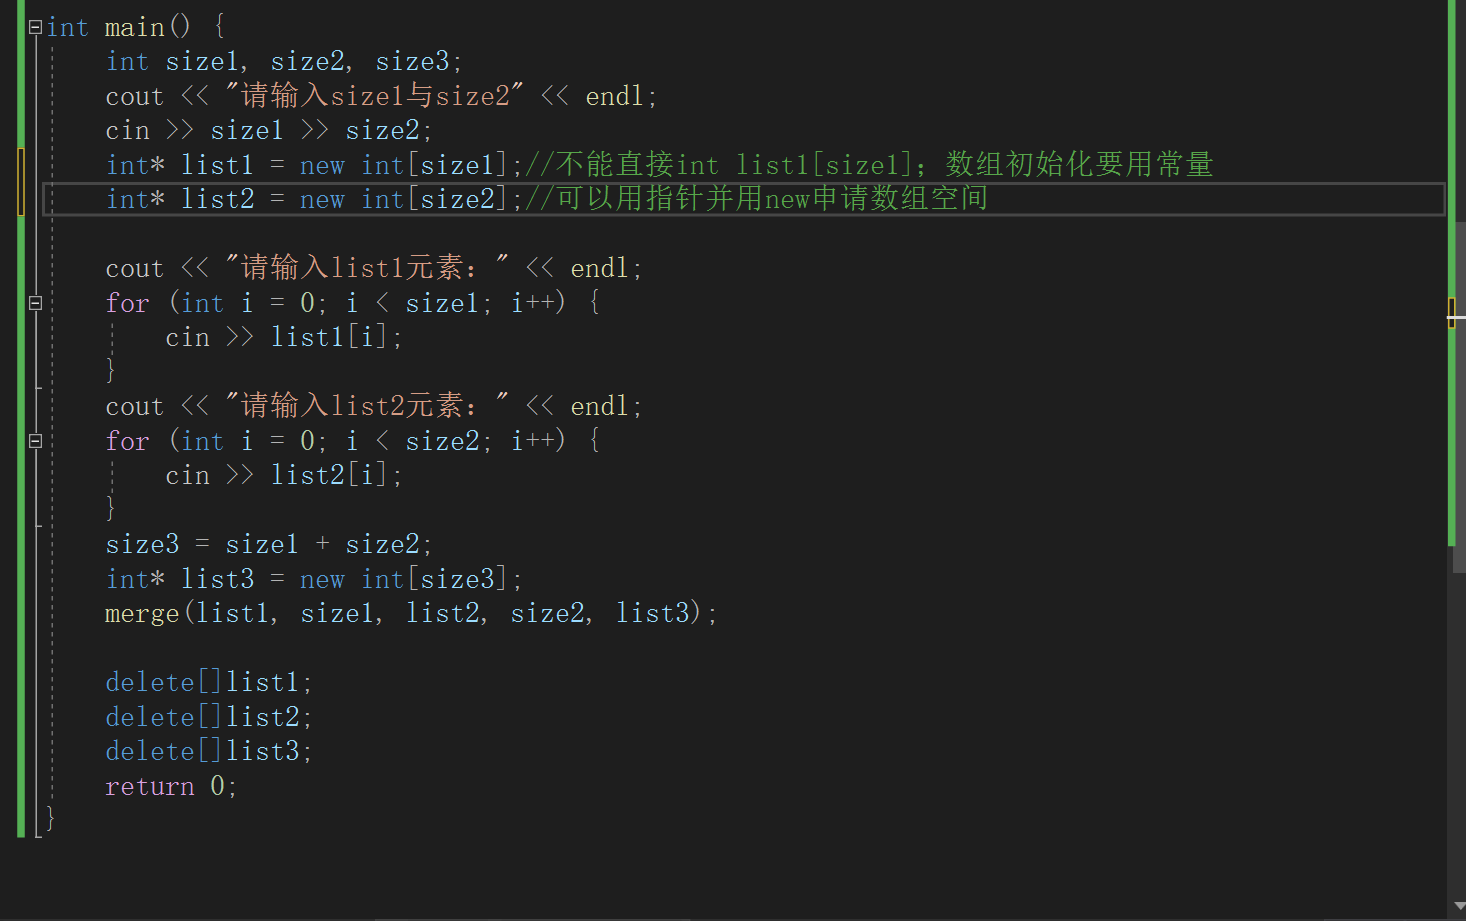 int main() {
int size1, size2, size3;
cout << "请输入size1与size2" << endl;
cin >> size1 >> size2;
int* list1 = new int[size1];//不能直接int list1[size1]；数组初始化要用常量
int* list2 = new int[size2];//可以用指针并用new申请数组空间
cout << "请输入list1元素：" << endl;
for (int i = 0; i < size1; i++) {
cin >> list1[i];
}
cout << "请输入list2元素：" << endl;
for (int i = 0; i < size2; i++) {
cin >> list2[i];
}
size3 = size1 + size2;
int* list3 = new int[size3];
merge(list1, size1, list2, size2, list3);
delete[]list1;
delete[]list2;
delete[]list3;
return 0;
}